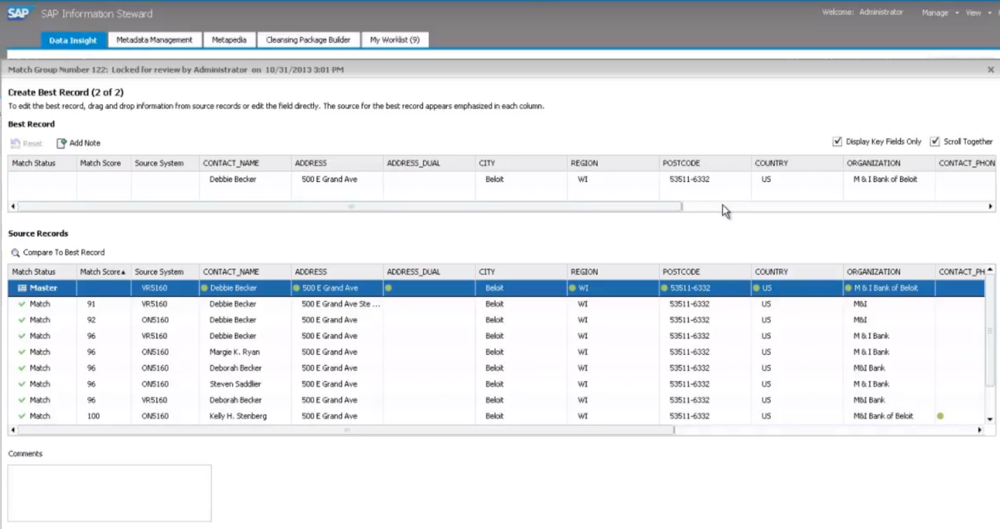 SAP SAP Information Steward Welcome: Administrator Manage View
Data Insight Metadata Management Metapedia Cleansing Package Builder My Worklist (9)
Match Group Number 122: Locked for review by Administrator on 10/31/2013 3:01 PM
Create Best Record (2 of 2)
To edit the best record, drag and drop information from source records or edit the field directly. The source for the best record appears emphasized in each column.
Best Record
Reset Add Note Display Key Fields Only Scroll Together
Match Status Match Score Source System CONTACT_NAME ADDRESS ADDRESS_DUAL CITY REGION POSTCODE COUNTRY ORGANIZATION CONTACT_PHON
Debbie Becker 500 E Grand Ave Beloit WI 53511-6332 US M & I Bank of Beloit
Source Records
Compare To Best Record
Match Status Match Score Source System CONTACT_NAME ADDRESS ADDRESS_DUAL CITY REGION POSTCODE COUNTRY ORGANIZATION CONTACT_PH
Master VR5160 Debbie Becker 500 E Grand Ave Beloit WI 53511-6332 US M & I Bank of Beloit
Match 91 VR5160 Debbie Becker 500 E Grand Ave Ste ... Beloit WI 53511-6332 US M&I
Match 92 ON5160 Debbie Becker 500 E Grand Ave Beloit WI 53511-6332 US M&I
Match 96 VR5160 Debbie Becker 500 E Grand Ave Beloit WI 53511-6332 US M & I Bank
Match 96 ON5160 Margie K. Ryan 500 E Grand Ave Beloit WI 53511-6332 US M & I Bank
Match 96 ON5160 Deborah Becker 500 E Grand Ave Beloit WI 53511-6332 US M&I Bank
Match 96 ON5160 Steven Saddlier 500 E Grand Ave Beloit WI 53511-6332 US M & I Bank
Match 96 VR5160 Deborah Becker 500 E Grand Ave Beloit WI 53511-6332 US M&I Bank
Match 100 ON5160 Kelly H. Stenberg 500 E Grand Ave Beloit WI 53511-6332 US M&I Bank of Beloit
Comments